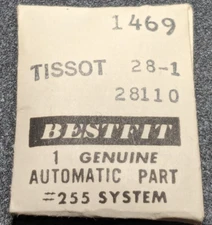 1469
TISSOT 28-1
28110
BESTFIT
1 GENUINE
AUTOMATIC PART
#255 SYSTEM